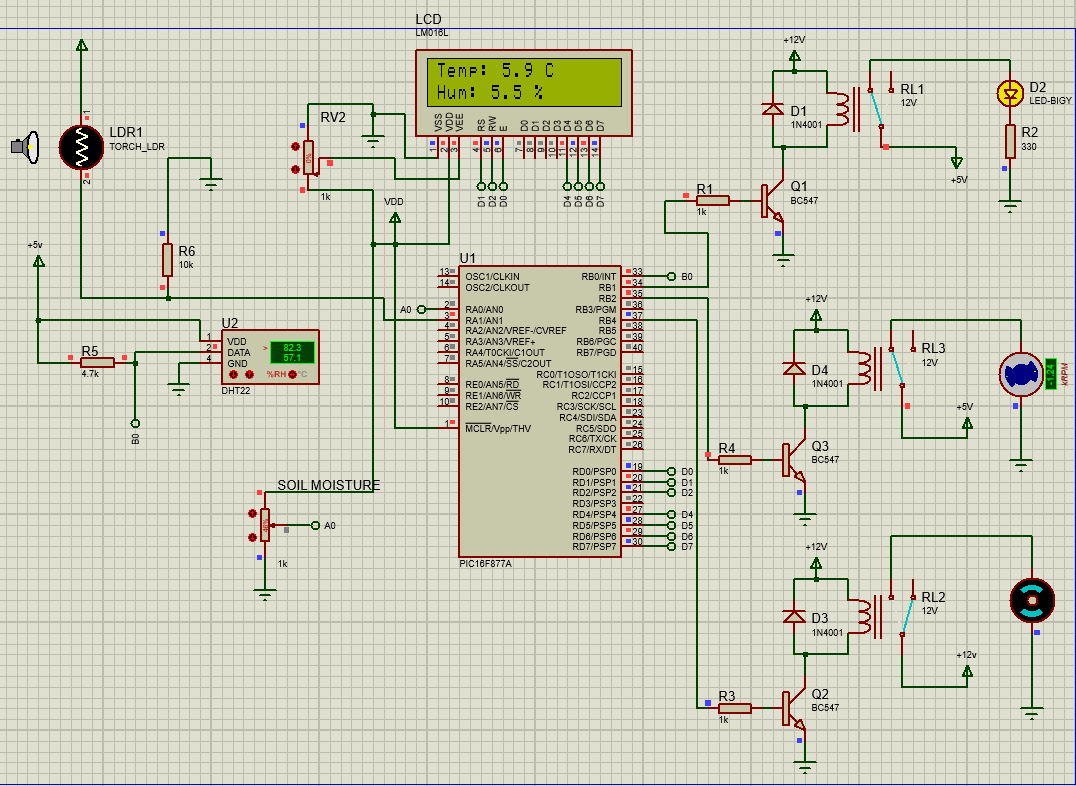 LCD
LM016L
Temp: 5.9 C
Hum: 5.5 %
VSS
VDD
VEE
RS
RW
E
D0
D1
D2
D3
D4
D5
D6
D7
1
2
3
4
5
6
7
8
9
10
11
12
13
14
D1
D2
D0
D4
D5
D6
D7
LDR1
TORCH_LDR
1
2
RV2
1k
VDD
R6
10k
+5v
R5
4.7k
U2
VDD
DATA
GND
1
2
4
>
82.3
57.1
%RH
°C
DHT22
B0
SOIL MOISTURE
A0
1k
A0
U1
13 OSC1/CLKIN
14 OSC2/CLKOUT
2 RA0/AN0
3 RA1/AN1
4 RA2/AN2/VREF-/CVREF
5 RA3/AN3/VREF+
6 RA4/T0CKI/C1OUT
7 RA5/AN4/SS/C2OUT
8 RE0/AN5/RD
9 RE1/AN6/WR
10 RE2/AN7/CS
1 MCLR/Vpp/THV
RB0/INT 33
RB1 34
RB2 35
RB3/PGM 36
RB4 37
RB5 38
RB6/PGC 39
RB7/PGD 40
RC0/T1OSO/T1CKI 15
RC1/T1OSI/CCP2 16
RC2/CCP1 17
RC3/SCK/SCL 18
RC4/SDI/SDA 23
RC5/SDO 24
RC6/TX/CK 25
RC7/RX/DT 26
RD0/PSP0 19
RD1/PSP1 20
RD2/PSP2 21
RD3/PSP3 22
RD4/PSP4 27
RD5/PSP5 28
RD6/PSP6 29
RD7/PSP7 30
PIC16F877A
B0
D0
D1
D2
D4
D5
D6
D7
+12V
D1
1N4001
RL1
12V
D2
LED-BIGY
R2
330
+5V
R1
1k
Q1
BC547
+12V
D4
1N4001
RL3
12V
kRPM
+5V
R4
1k
Q3
BC547
+12V
D3
1N4001
RL2
12V
+12v
R3
1k
Q2
BC547